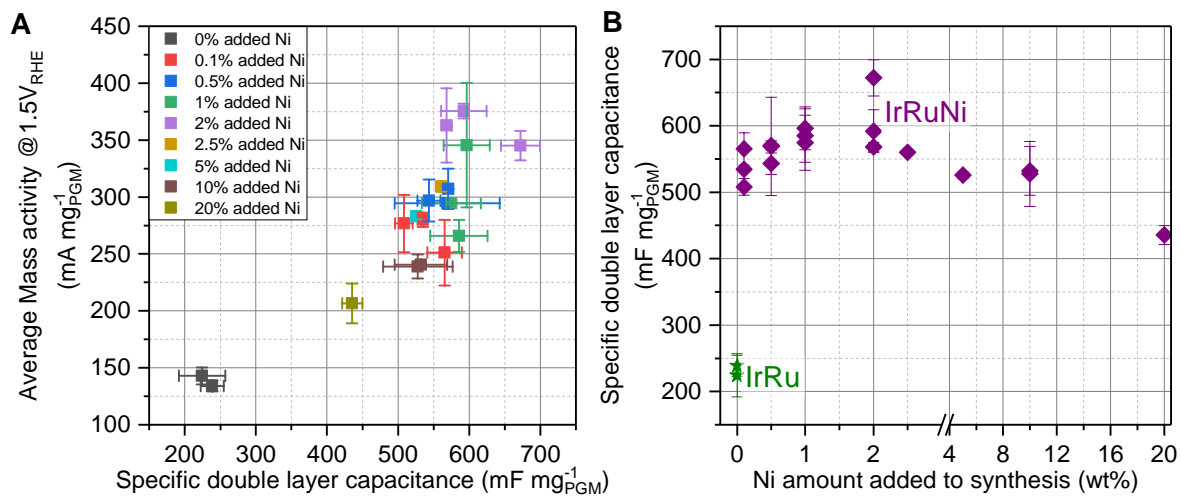 A
Average Mass activity @1.5V_RHE
(mA mg⁻¹_PGM)
450
400
350
300
250
200
150
100
0% added Ni
0.1% added Ni
0.5% added Ni
1% added Ni
2% added Ni
2.5% added Ni
5% added Ni
10% added Ni
20% added Ni
200 300 400 500 600 700
Specific double layer capacitance (mF mg⁻¹_PGM)
B
Specific double layer capacitance
(mF mg⁻¹_PGM)
700
600
500
400
300
200
IrRuNi
IrRu
0 1 2 4 8 12 16 20
Ni amount added to synthesis (wt%)